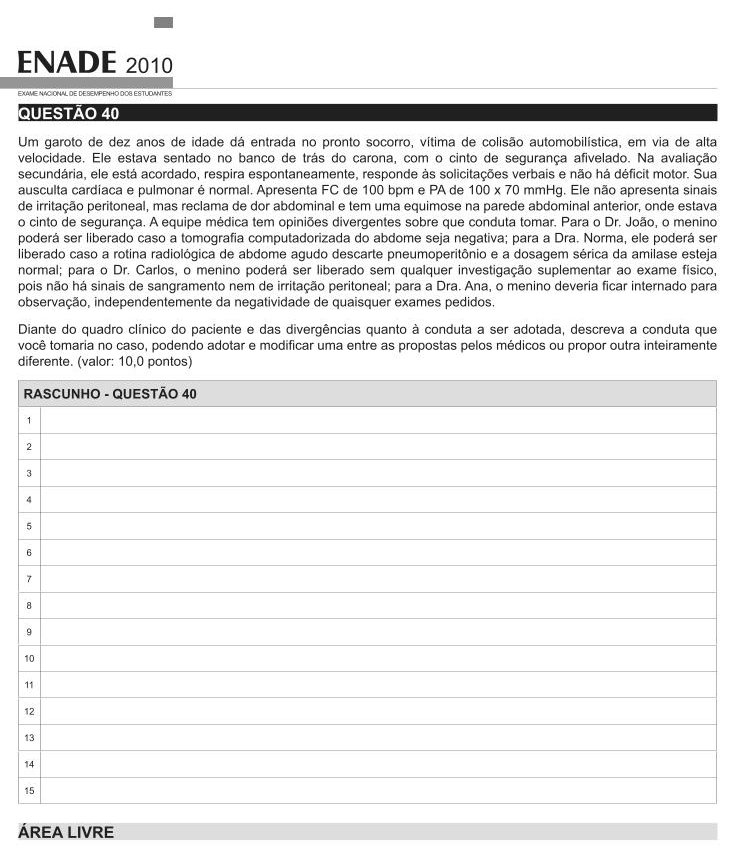 ENADE 2010
EXAME NACIONAL DE DESEMPENHO DOS ESTUDANTES
QUESTÃO 40
Um garoto de dez anos de idade dá entrada no pronto socorro, vítima de colisão automobilística, em via de alta
velocidade. Ele estava sentado no banco de trás do carona, com o cinto de segurança afivelado. Na avaliação
secundária, ele está acordado, respira espontaneamente, responde às solicitações verbais e não há déficit motor. Sua
ausculta cardíaca e pulmonar é normal. Apresenta FC de 100 bpm e PA de 100 x 70 mmHg. Ele não apresenta sinais
de irritação peritoneal, mas reclama de dor abdominal e tem uma equimose na parede abdominal anterior, onde estava
o cinto de segurança. A equipe médica tem opiniões divergentes sobre que conduta tomar. Para o Dr. João, o menino
poderá ser liberado caso a tomografia computadorizada do abdome seja negativa; para a Dra. Norma, ele poderá ser
liberado caso a rotina radiológica de abdome agudo descarte pneumoperitônio e a dosagem sérica da amilase esteja
normal; para o Dr. Carlos, o menino poderá ser liberado sem qualquer investigação suplementar ao exame físico,
pois não há sinais de sangramento nem de irritação peritoneal; para a Dra. Ana, o menino deveria ficar internado para
observação, independentemente da negatividade de quaisquer exames pedidos.
Diante do quadro clínico do paciente e das divergências quanto à conduta a ser adotada, descreva a conduta que
você tomaria no caso, podendo adotar e modificar uma entre as propostas pelos médicos ou propor outra inteiramente
diferente. (valor: 10,0 pontos)
RASCUNHO - QUESTÃO 40
1
2
3
4
5
6
7
8
9
10
11
12
13
14
15
ÁREA LIVRE